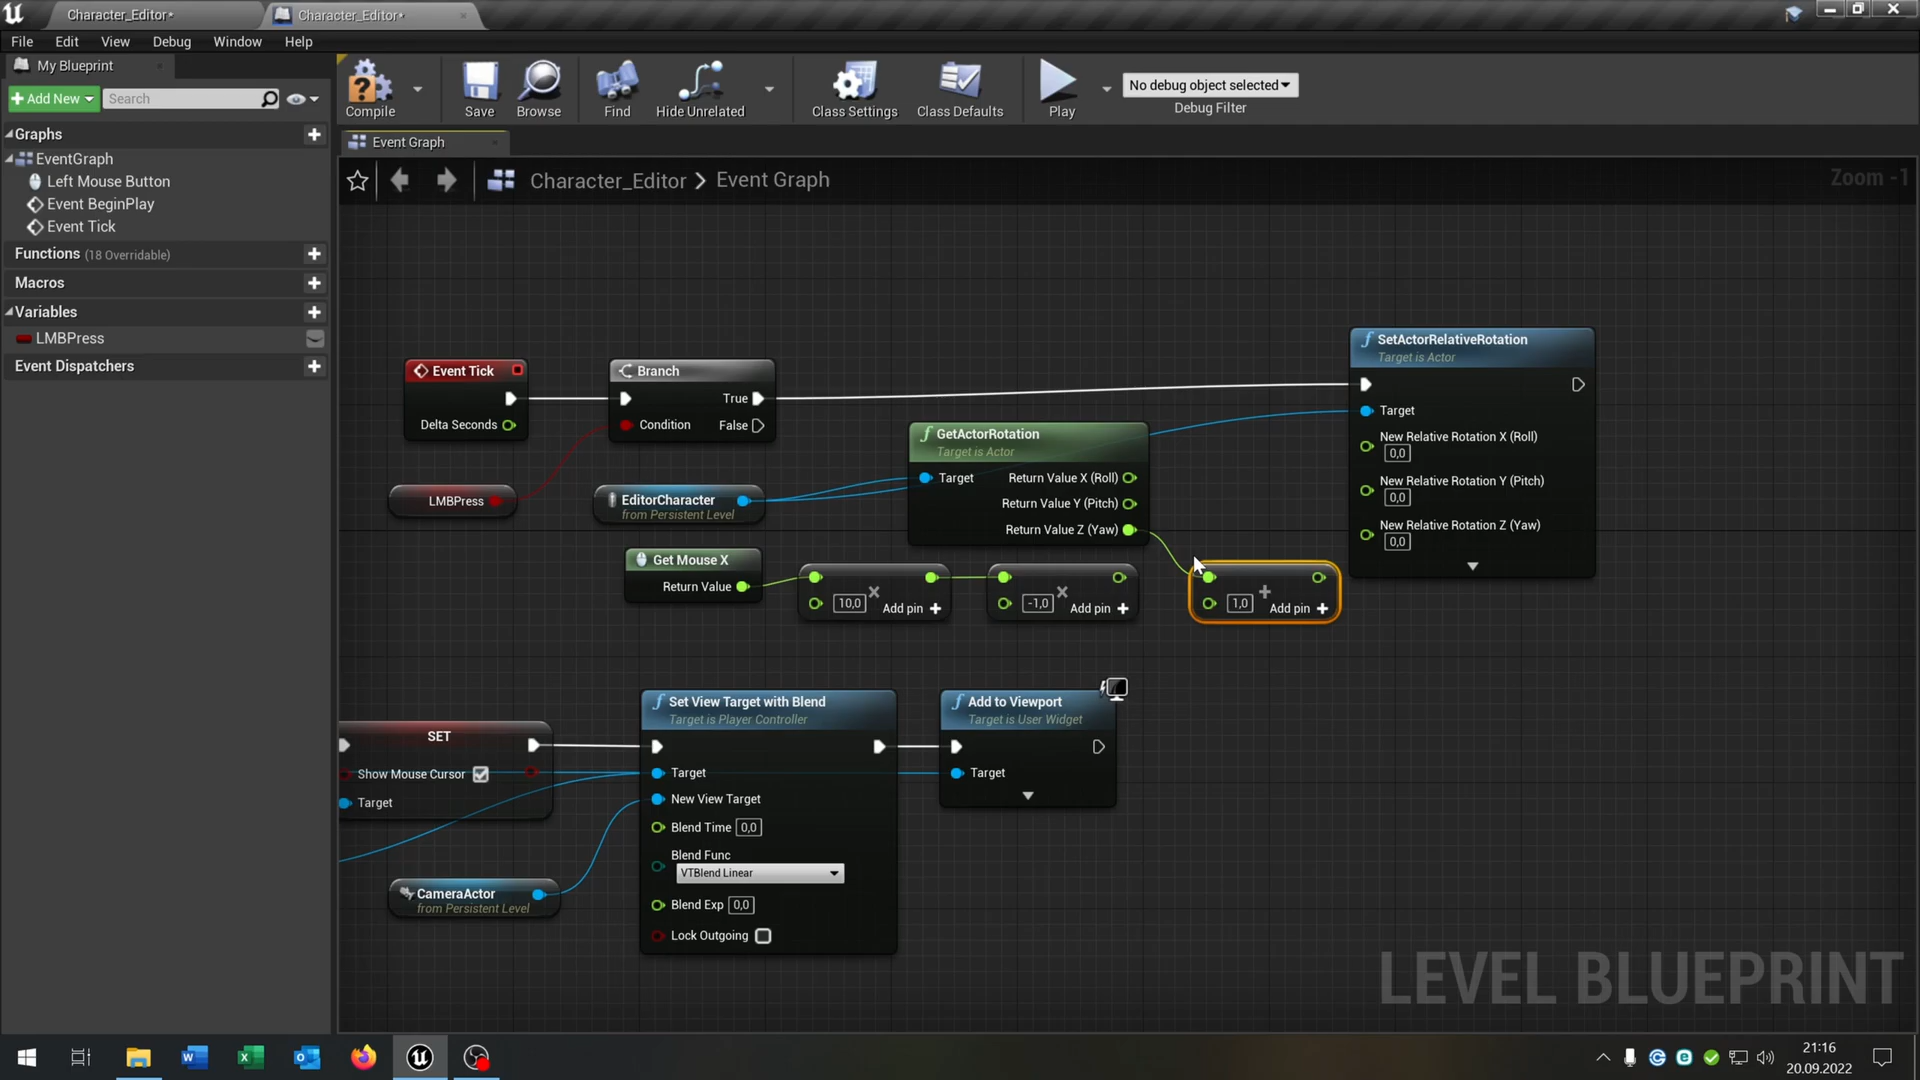 Character_Editor*
Character_Editor*
File Edit View Debug Window Help
My Blueprint
Add New
Search
Compile
Save
Browse
Find
Hide Unrelated
Class Settings
Class Defaults
Play
No debug object selected
Debug Filter
Event Graph
Graphs
EventGraph
Left Mouse Button
Event BeginPlay
Event Tick
Functions (18 Overridable)
Macros
Variables
LMBPress
Event Dispatchers
Character_Editor > Event Graph
Zoom -1
Event Tick
Delta Seconds
Branch
True
Condition
False
LMBPress
EditorCharacter
from Persistent Level
GetActorRotation
Target is Actor
Target
Return Value X (Roll)
Return Value Y (Pitch)
Return Value Z (Yaw)
SetActorRelativeRotation
Target is Actor
Target
New Relative Rotation X (Roll)
0,0
New Relative Rotation Y (Pitch)
0,0
New Relative Rotation Z (Yaw)
0,0
Get Mouse X
Return Value
10,0
Add pin +
-1,0
Add pin +
1,0
Add pin +
SET
Show Mouse Cursor
Target
CameraActor
from Persistent Level
Set View Target with Blend
Target is Player Controller
Target
New View Target
Blend Time 0,0
Blend Func
VTBlend Linear
Blend Exp 0,0
Lock Outgoing
Add to Viewport
Target is User Widget
Target
LEVEL BLUEPRINT
21:16
20.09.2022